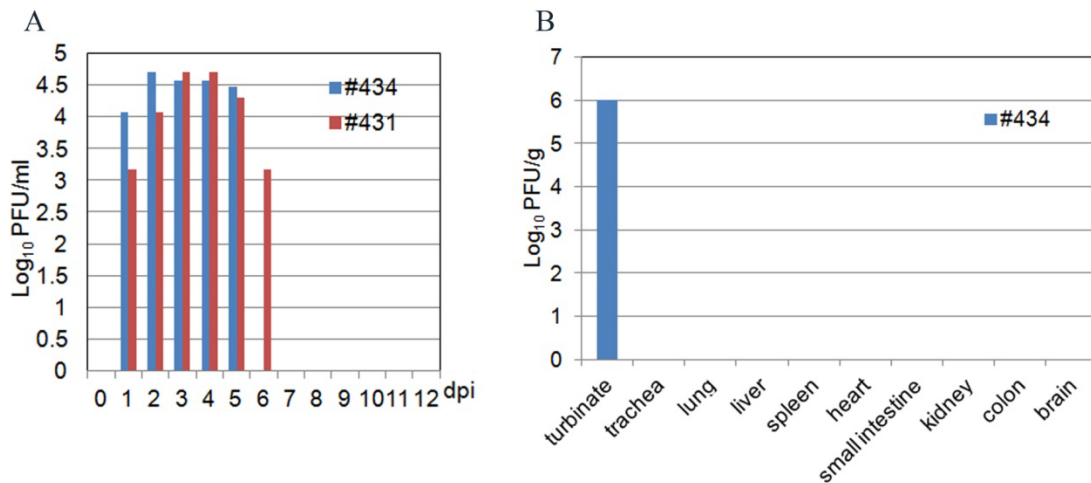 A
5
4.5
4
3.5
3
2.5
2
1.5
1
0.5
0
Log₁₀ PFU/ml
#434
#431
0 1 2 3 4 5 6 7 8 9 10 11 12 dpi
B
7
6
5
4
3
2
1
0
Log₁₀ PFU/g
#434
turbinate
trachea
lung
liver
spleen
heart
small intestine
kidney
colon
brain